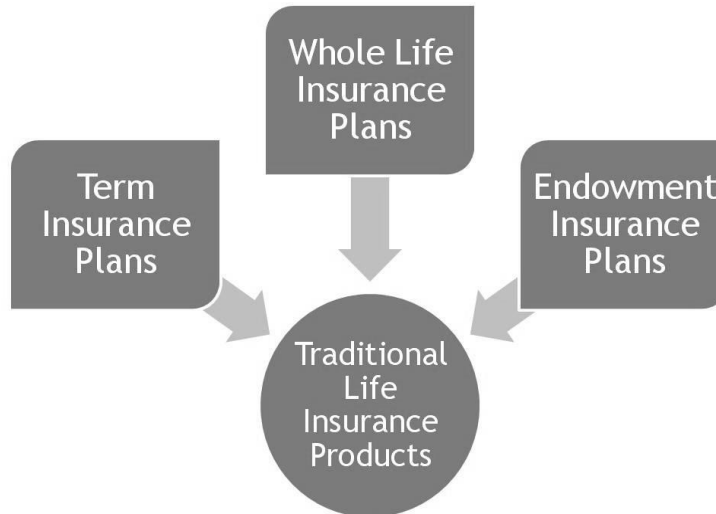 Whole Life
Insurance
Plans
Term
Insurance
Plans
Endowment
Insurance
Plans
Traditional
Life
Insurance
Products